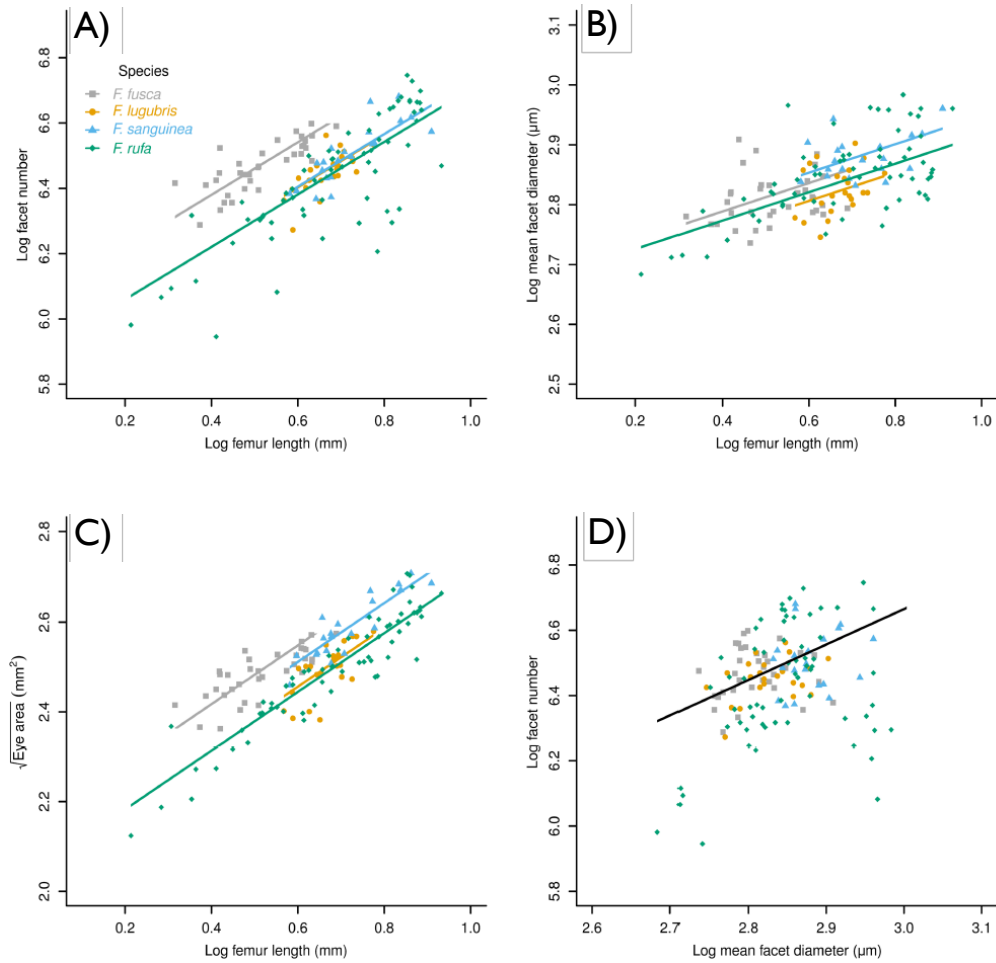 A)
Species
F. fusca
F. lugubris
F. sanguinea
F. rufa
6.8
6.6
6.4
6.2
6.0
5.8
Log facet number
0.2 0.4 0.6 0.8 1.0
Log femur length (mm)
B)
3.1
3.0
2.9
2.8
2.7
2.6
2.5
Log mean facet diameter (µm)
0.2 0.4 0.6 0.8 1.0
Log femur length (mm)
C)
2.8
2.6
2.4
2.2
2.0
√Eye area (mm²)
0.2 0.4 0.6 0.8 1.0
Log femur length (mm)
D)
6.8
6.6
6.4
6.2
6.0
5.8
Log facet number
2.6 2.7 2.8 2.9 3.0 3.1
Log mean facet diameter (µm)